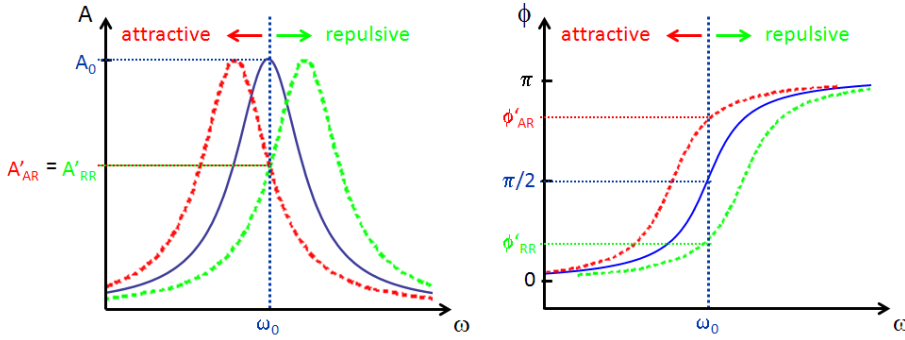 A
attractive
repulsive
A₀
A′AR = A′RR
ω₀
ω
ϕ
attractive
repulsive
π
ϕ′AR
π/2
ϕ′RR
0
ω₀
ω